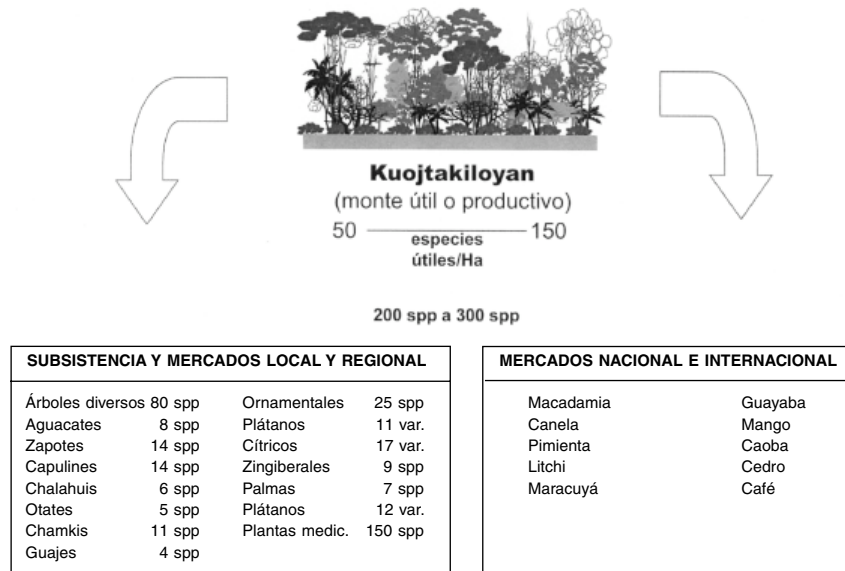 Kuojtakiloyan
(monte útil o productivo)
50 150
especies
útiles/Ha
200 spp a 300 spp
SUBSISTENCIA Y MERCADOS LOCAL Y REGIONAL
Árboles diversos 80 spp Ornamentales 25 spp
Aguacates 8 spp Plátanos 11 var.
Zapotes 14 spp Cítricos 17 var.
Capulines 14 spp Zingiberales 9 spp
Chalahuis 6 spp Palmas 7 spp
Otates 5 spp Plátanos 12 var.
Chamkis 11 spp Plantas medic. 150 spp
Guajes 4 spp
MERCADOS NACIONAL E INTERNACIONAL
Macadamia Guayaba
Canela Mango
Pimienta Caoba
Litchi Cedro
Maracuyá Café